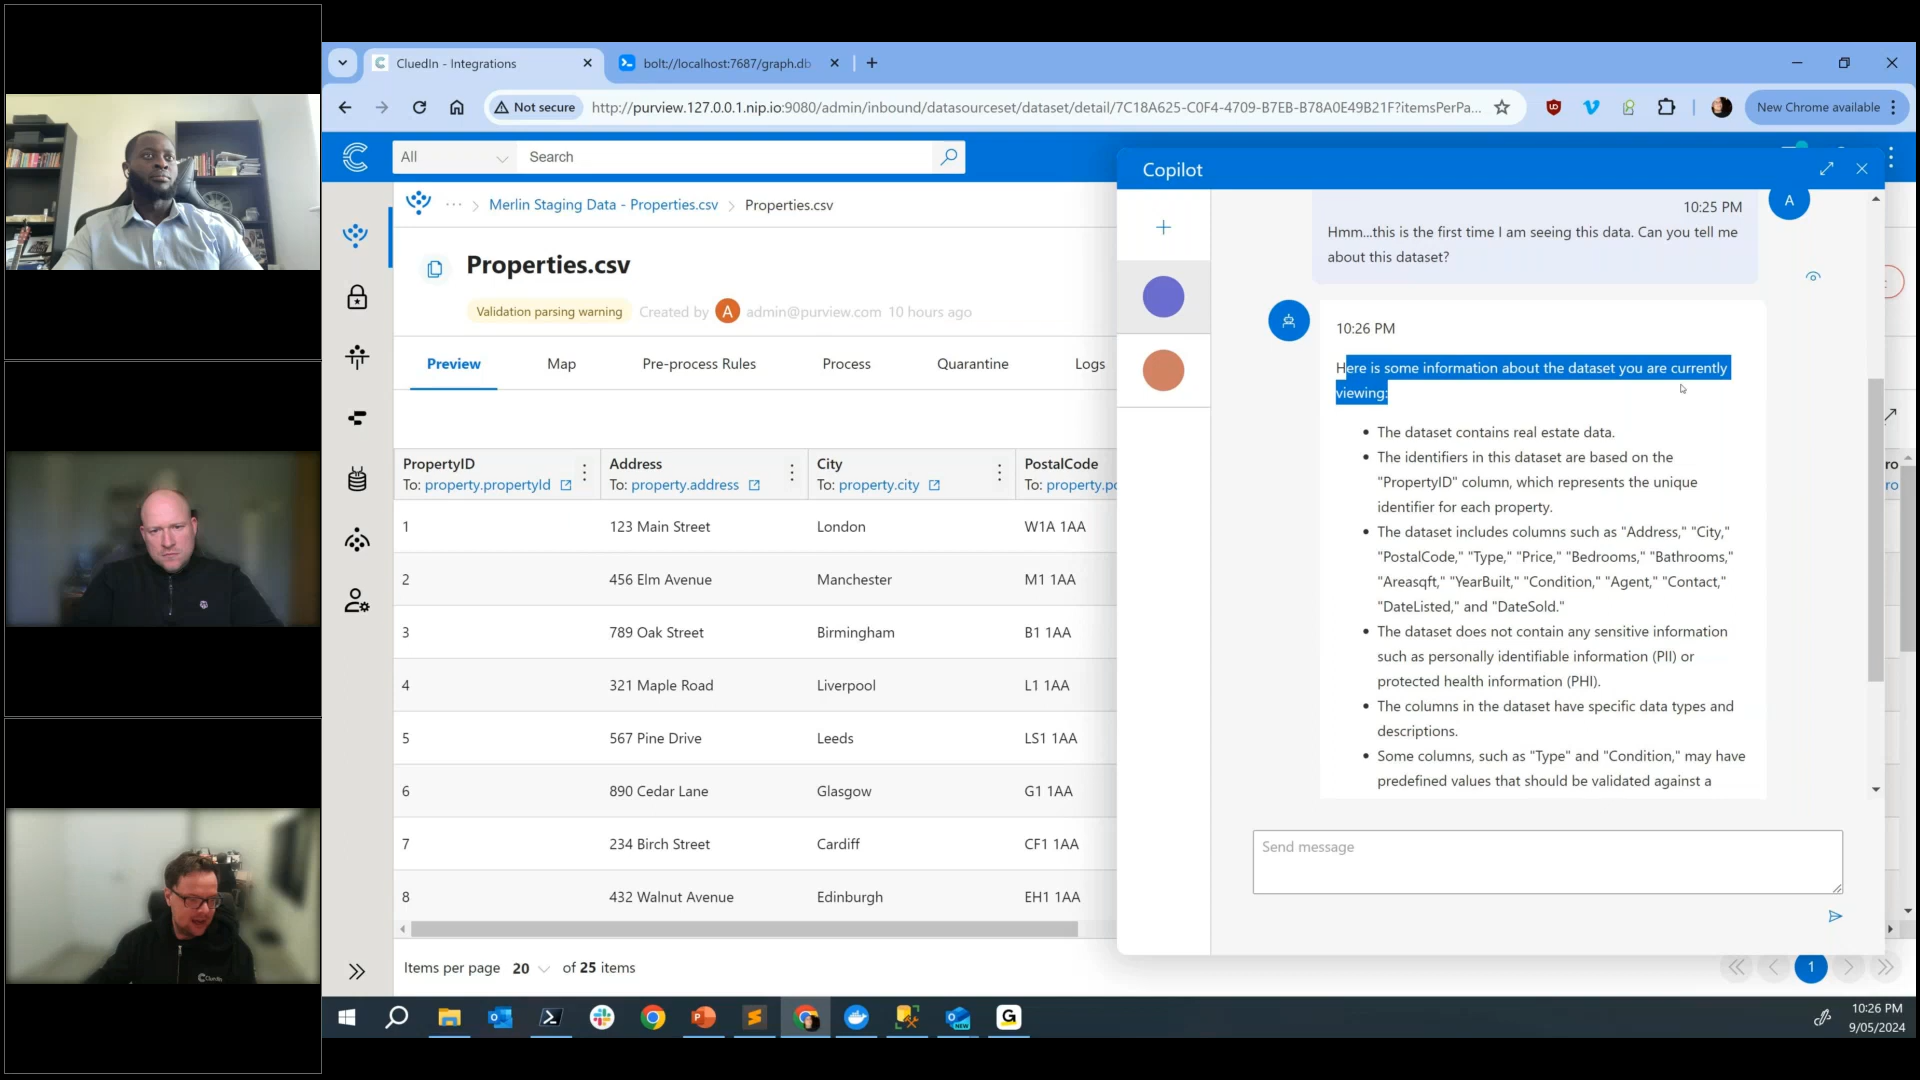 CluedIn - Integrations
bolt://localhost:7687/graph.db
Not secure
http://purview.127.0.0.1.nip.io:9080/admin/inbound/datasourceset/dataset/detail/7C18A625-C0F4-4709-B7EB-B78A0E49B21F?itemsPerPa...
New Chrome available
All
Search
Merlin Staging Data - Properties.csv
Properties.csv
Properties.csv
Validation parsing warning
Created by
A
admin@purview.com
10 hours ago
Preview
Map
Pre-process Rules
Process
Quarantine
Logs
PropertyID
Address
City
PostalCode
To: property.propertyId
To: property.address
To: property.city
To: property.po
ro
ro
1 123 Main Street London W1A 1AA
2 456 Elm Avenue Manchester M1 1AA
3 789 Oak Street Birmingham B1 1AA
4 321 Maple Road Liverpool L1 1AA
5 567 Pine Drive Leeds LS1 1AA
6 890 Cedar Lane Glasgow G1 1AA
7 234 Birch Street Cardiff CF1 1AA
8 432 Walnut Avenue Edinburgh EH1 1AA
Items per page 20 of 25 items
1
Copilot
A
10:25 PM
Hmm...this is the first time I am seeing this data. Can you tell me
about this dataset?
10:26 PM
Here is some information about the dataset you are currently
viewing:
• The dataset contains real estate data.
• The identifiers in this dataset are based on the
"PropertyID" column, which represents the unique
identifier for each property.
• The dataset includes columns such as "Address," "City,"
"PostalCode," "Type," "Price," "Bedrooms," "Bathrooms,"
"Areasqft," "YearBuilt," "Condition," "Agent," "Contact,"
"DateListed," and "DateSold."
• The dataset does not contain any sensitive information
such as personally identifiable information (PII) or
protected health information (PHI).
• The columns in the dataset have specific data types and
descriptions.
• Some columns, such as "Type" and "Condition," may have
predefined values that should be validated against a
Send message
CluedIn
10:26 PM
9/05/2024